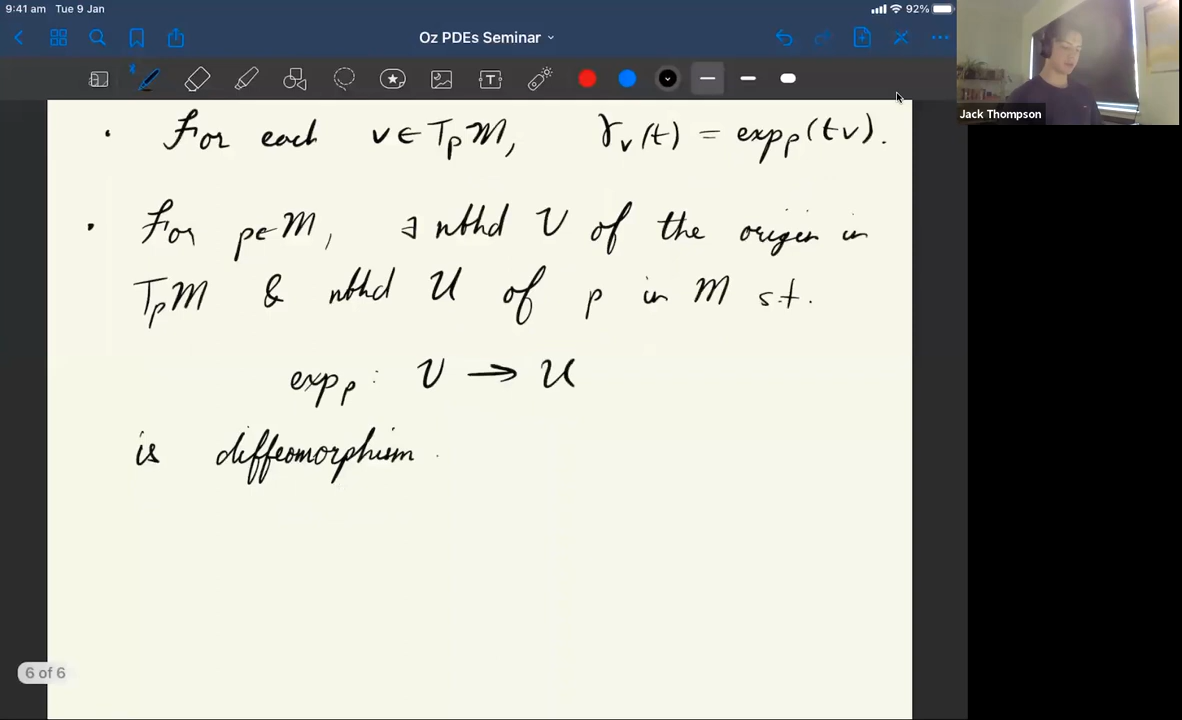 9:41 am Tue 9 Jan
92%
Oz PDEs Seminar
Jack Thompson
· For each v ∈ TₚM, γᵥ(t) = expₚ(tv).
· For p∈M, ∃ nbhd V of the origin in
TₚM & nbhd U of p in M s.t.
expₚ: V → U
is diffeomorphism.
6 of 6